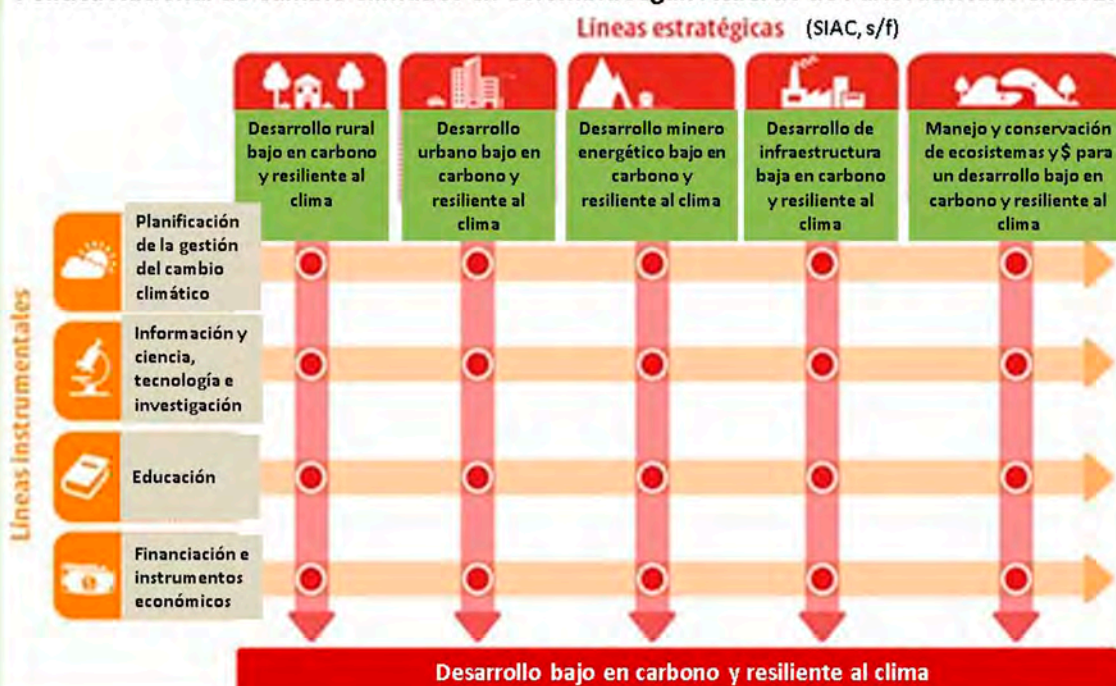 Líneas estratégicas (SIAC, s/f)
Desarrollo rural
bajo en carbono
y resiliente al
clima
Desarrollo
urbano bajo en
carbono y
resiliente al
clima
Desarrollo minero
energético bajo en
carbono y
resiliente al clima
Desarrollo de
infraestructura
baja en carbono
y resiliente al
clima
Manejo y conservación
de ecosistemas y $ para
un desarrollo bajo en
carbono y resiliente al
clima
Líneas instrumentales
Planificación
de la gestión
del cambio
climático
Información y
ciencia,
tecnología e
investigación
Educación
Financiación e
instrumentos
económicos
Desarrollo bajo en carbono y resiliente al clima